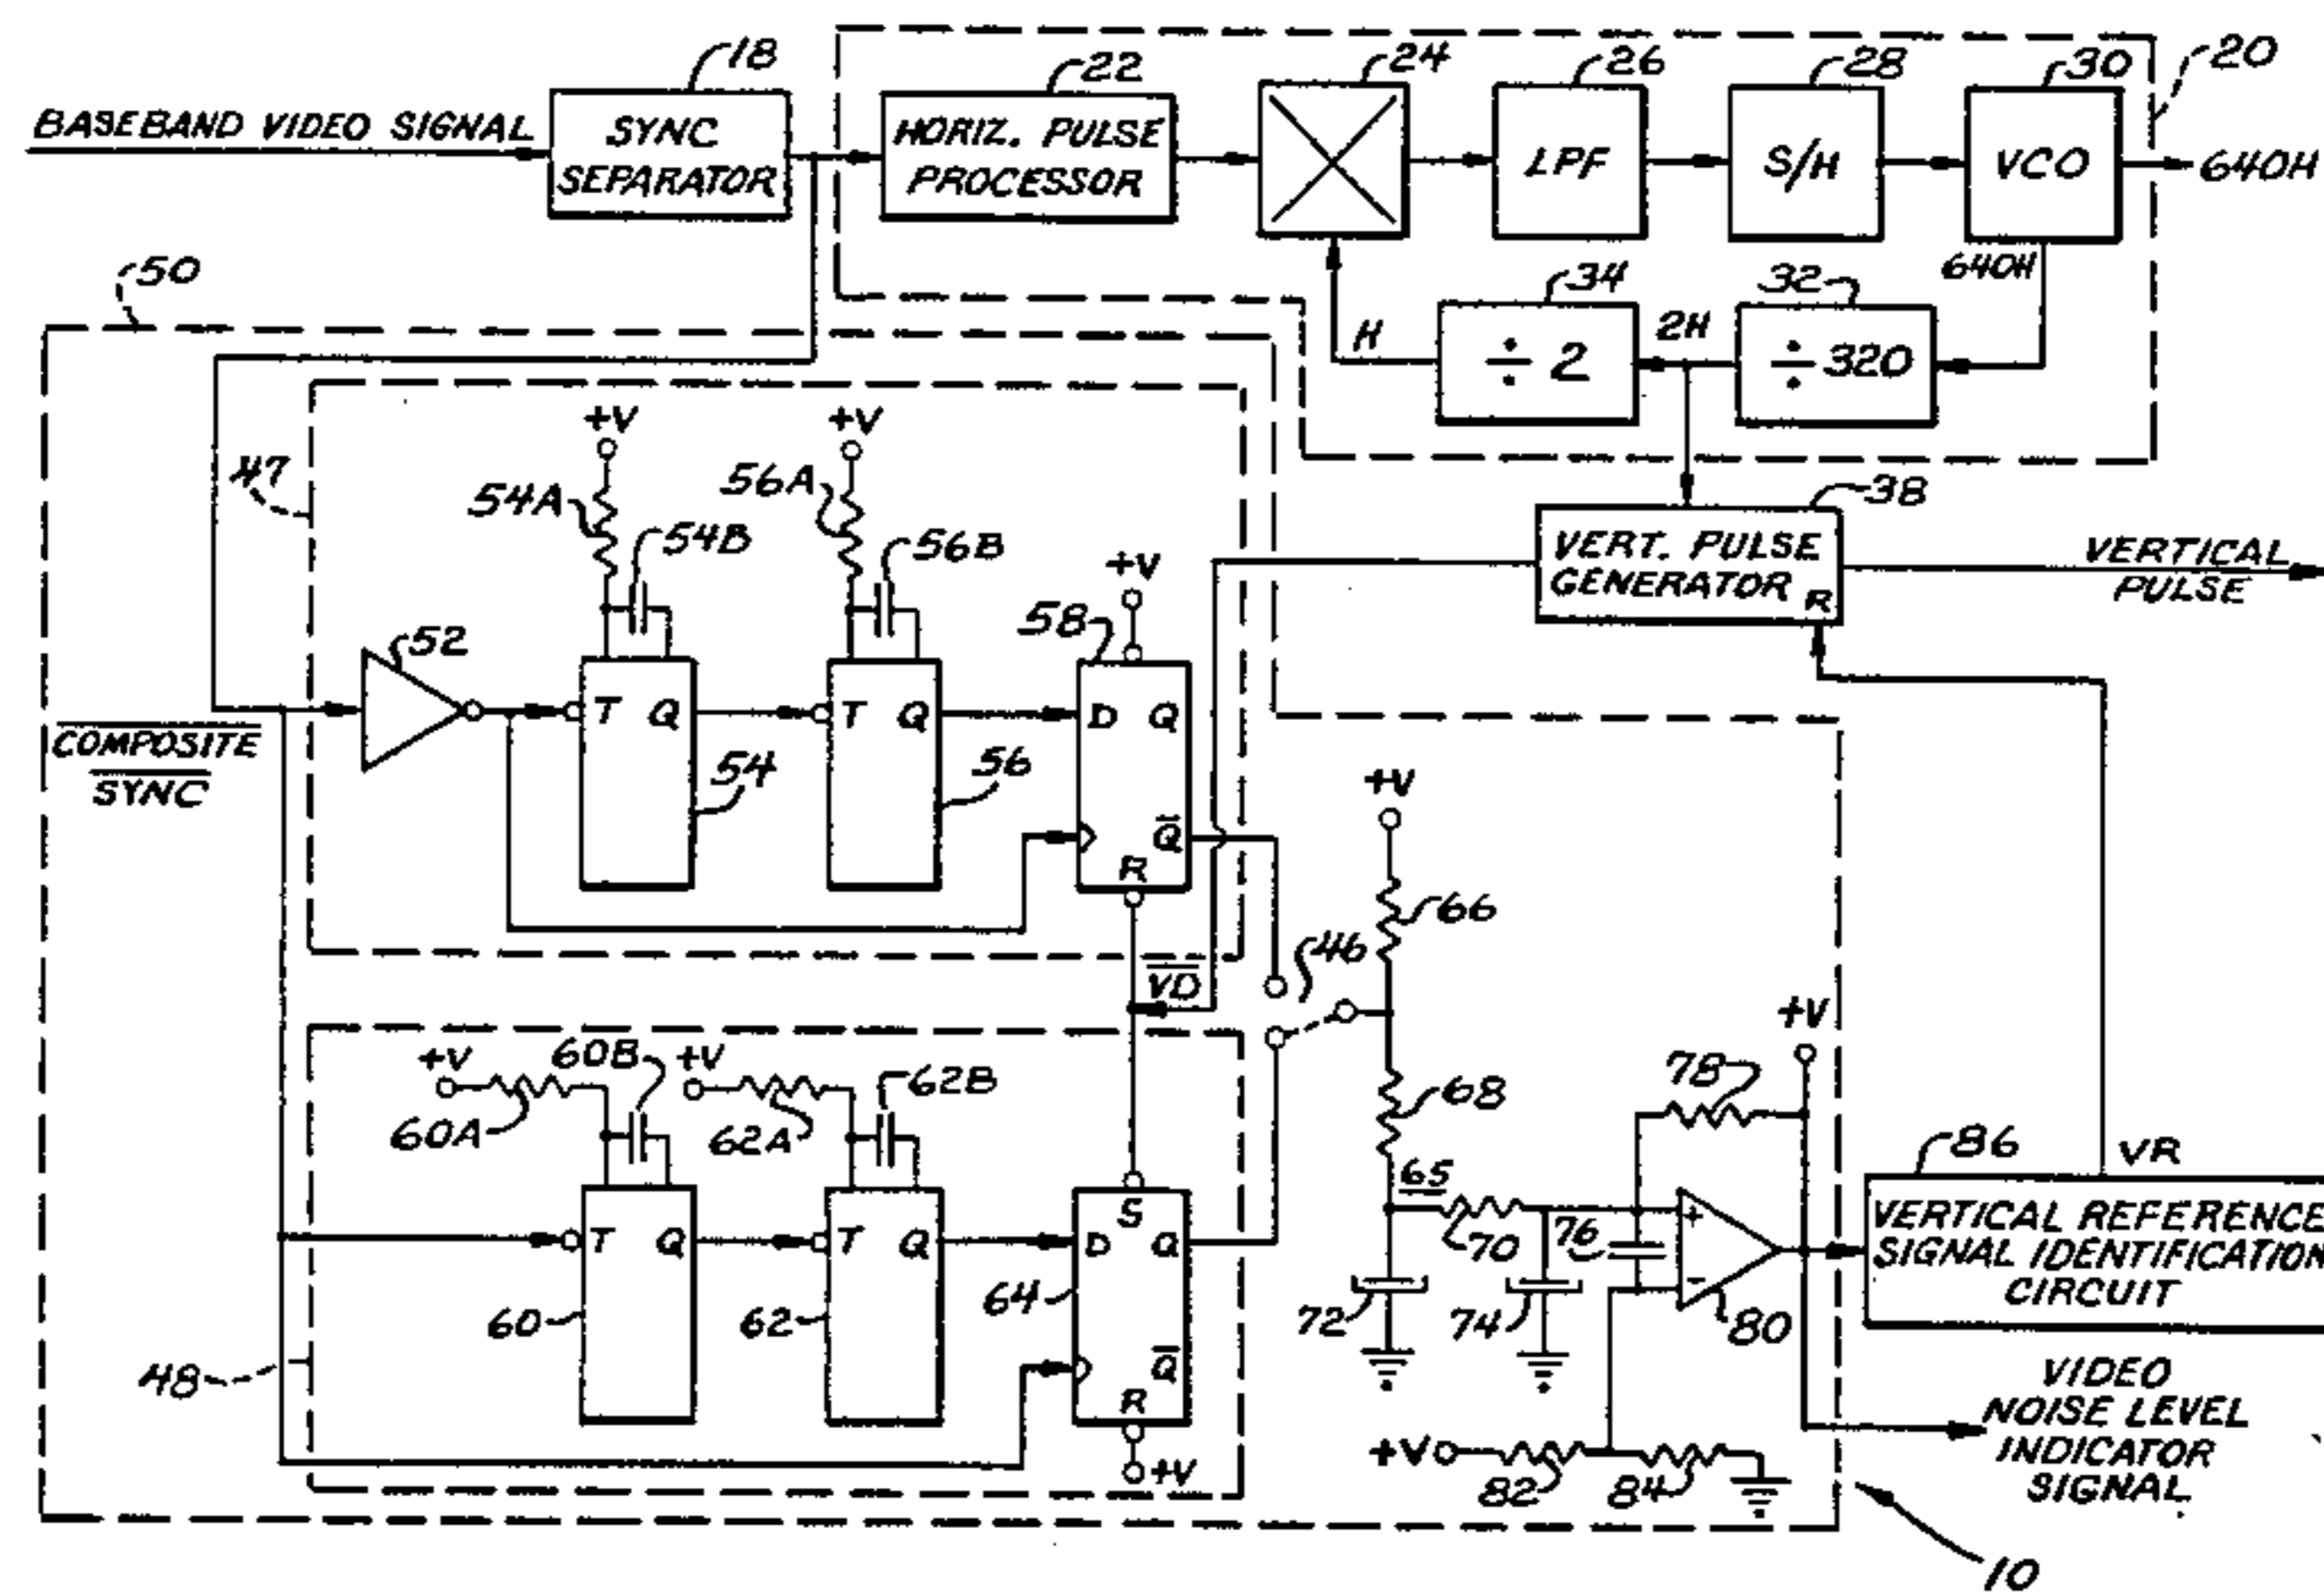 18
22
24
26
28
30
20
BASEBAND VIDEO SIGNAL
SYNC
SEPARATOR
HORIZ. PULSE
PROCESSOR
LPF
S/H
VCO
640H
640H
50
34
32
H
÷ 2
2H
÷ 320
47
+V
+V
54A
54B
56A
56B
+V
58
38
VERT. PULSE
GENERATOR
R
VERTICAL
PULSE
52
T Q
T Q
D Q
Q̅
R
COMPOSITE
SYNC
54
56
+V
66
46
V̅D̅
+V
+V
60B
+V
60A
62A
62B
68
78
65
86
VR
VERTICAL REFERENCE
SIGNAL IDENTIFICATION
CIRCUIT
T Q
T Q
S
D Q
Q̅
R
+V
60
62
64
70
76
+
-
72
74
80
48
+V
82
84
VIDEO
NOISE LEVEL
INDICATOR
SIGNAL
10